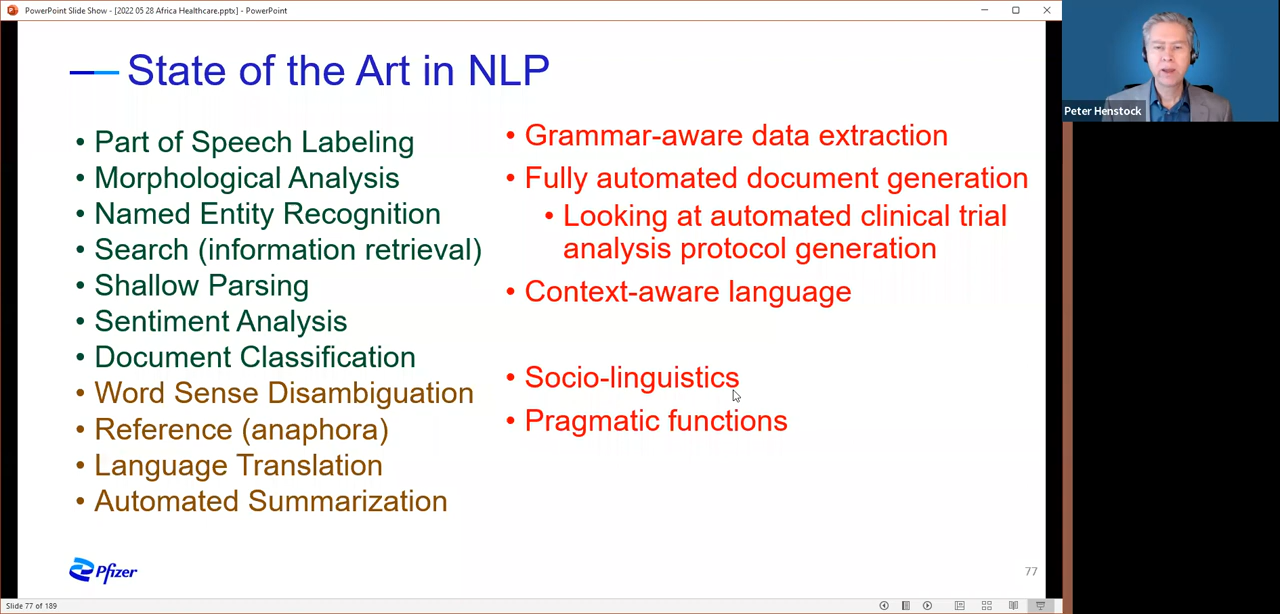 PowerPoint Slide Show - [2022 05 28 Africa Healthcare.pptx] - PowerPoint
State of the Art in NLP
• Part of Speech Labeling
• Morphological Analysis
• Named Entity Recognition
• Search (information retrieval)
• Shallow Parsing
• Sentiment Analysis
• Document Classification
• Word Sense Disambiguation
• Reference (anaphora)
• Language Translation
• Automated Summarization
• Grammar-aware data extraction
• Fully automated document generation
• Looking at automated clinical trial
analysis protocol generation
• Context-aware language
• Socio-linguistics
• Pragmatic functions
Pfizer
77
Slide 77 of 189
Peter Henstock